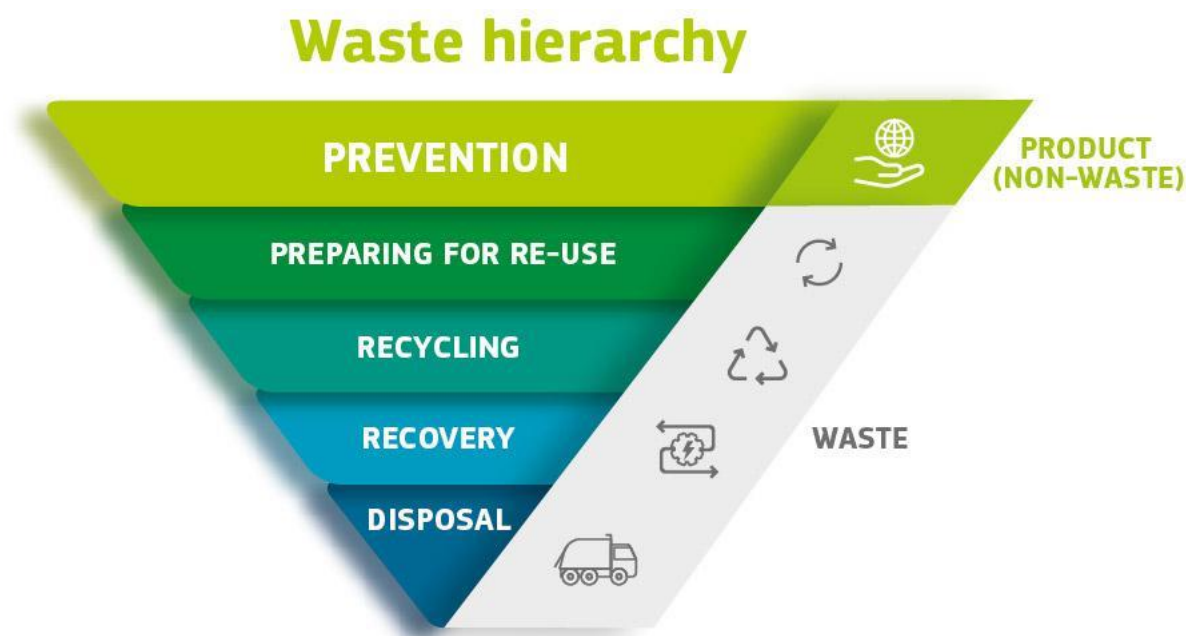 Waste hierarchy
PREVENTION
PRODUCT
(NON-WASTE)
PREPARING FOR RE-USE
RECYCLING
RECOVERY
WASTE
DISPOSAL